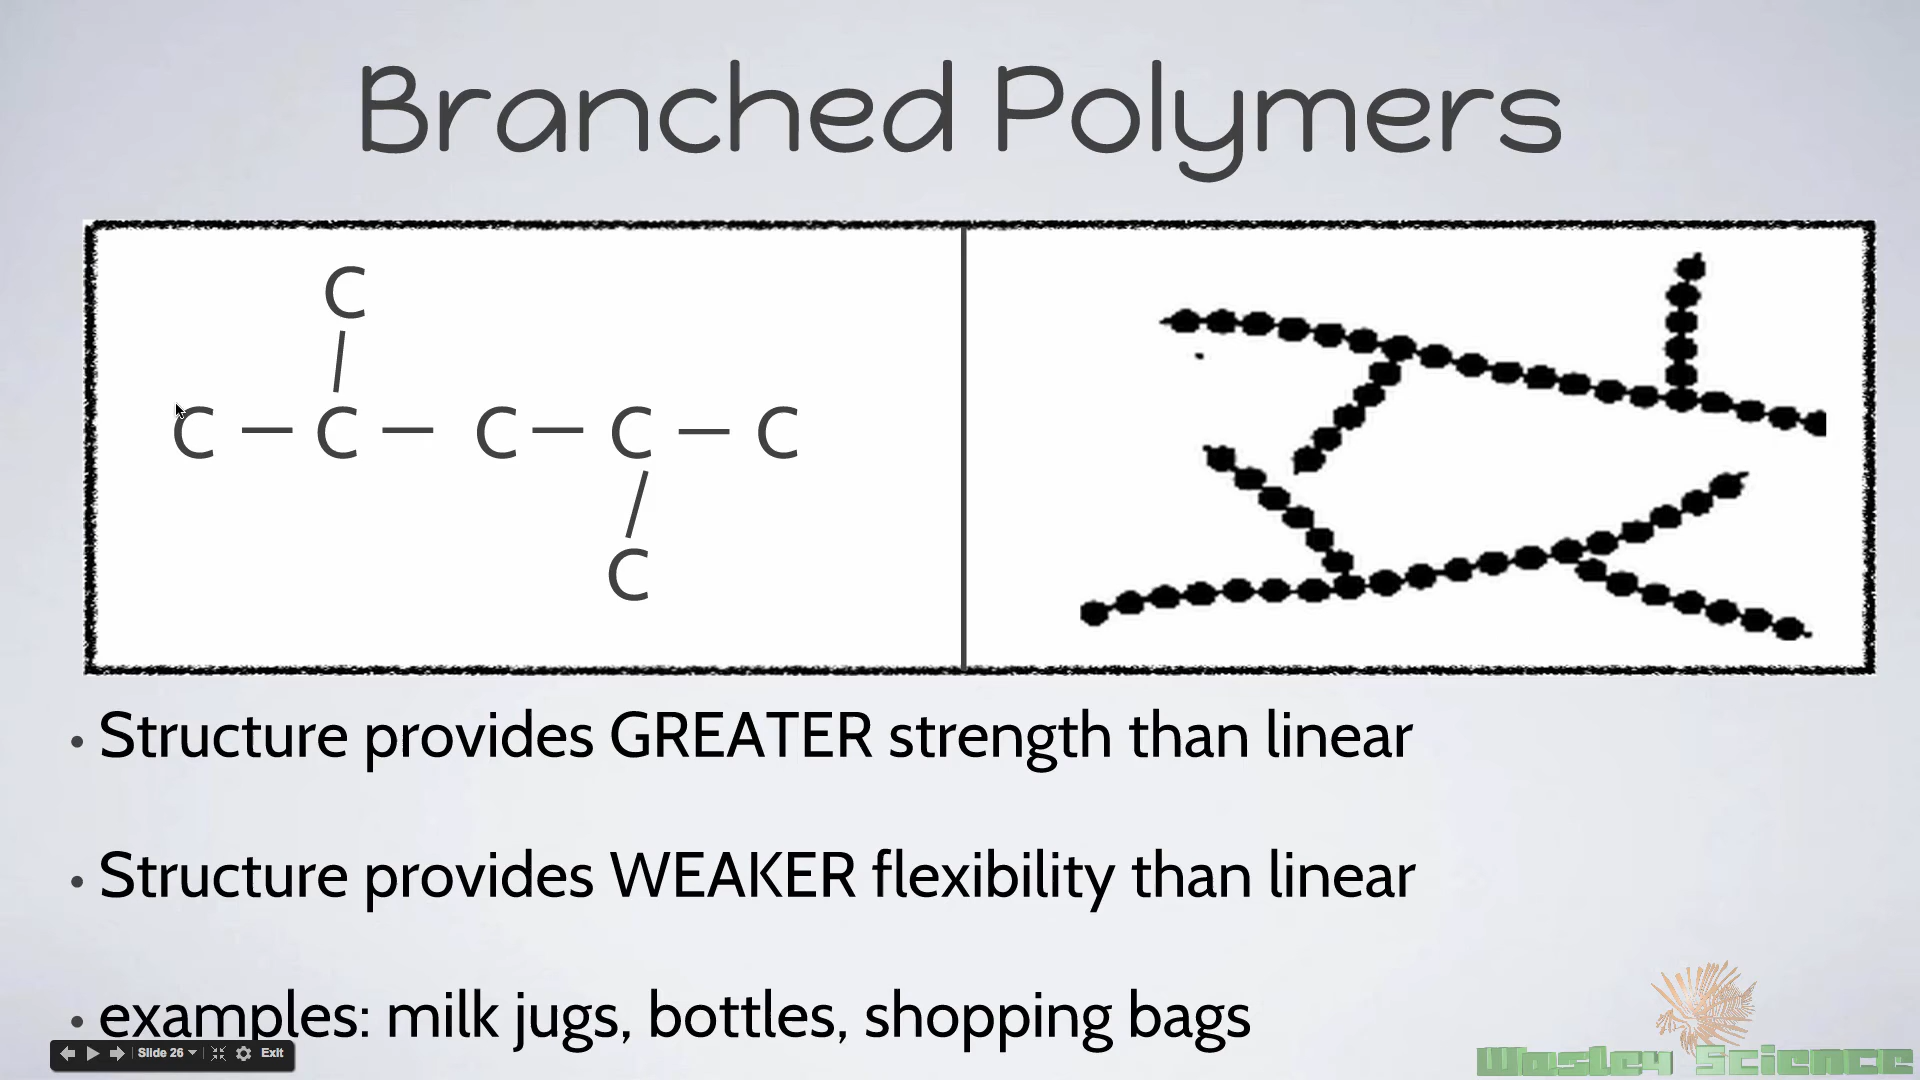 Branched Polymers
C
C — C — C — C — C
C
• Structure provides GREATER strength than linear
• Structure provides WEAKER flexibility than linear
• examples: milk jugs, bottles, shopping bags
Slide 26 Exit
Wasley Science